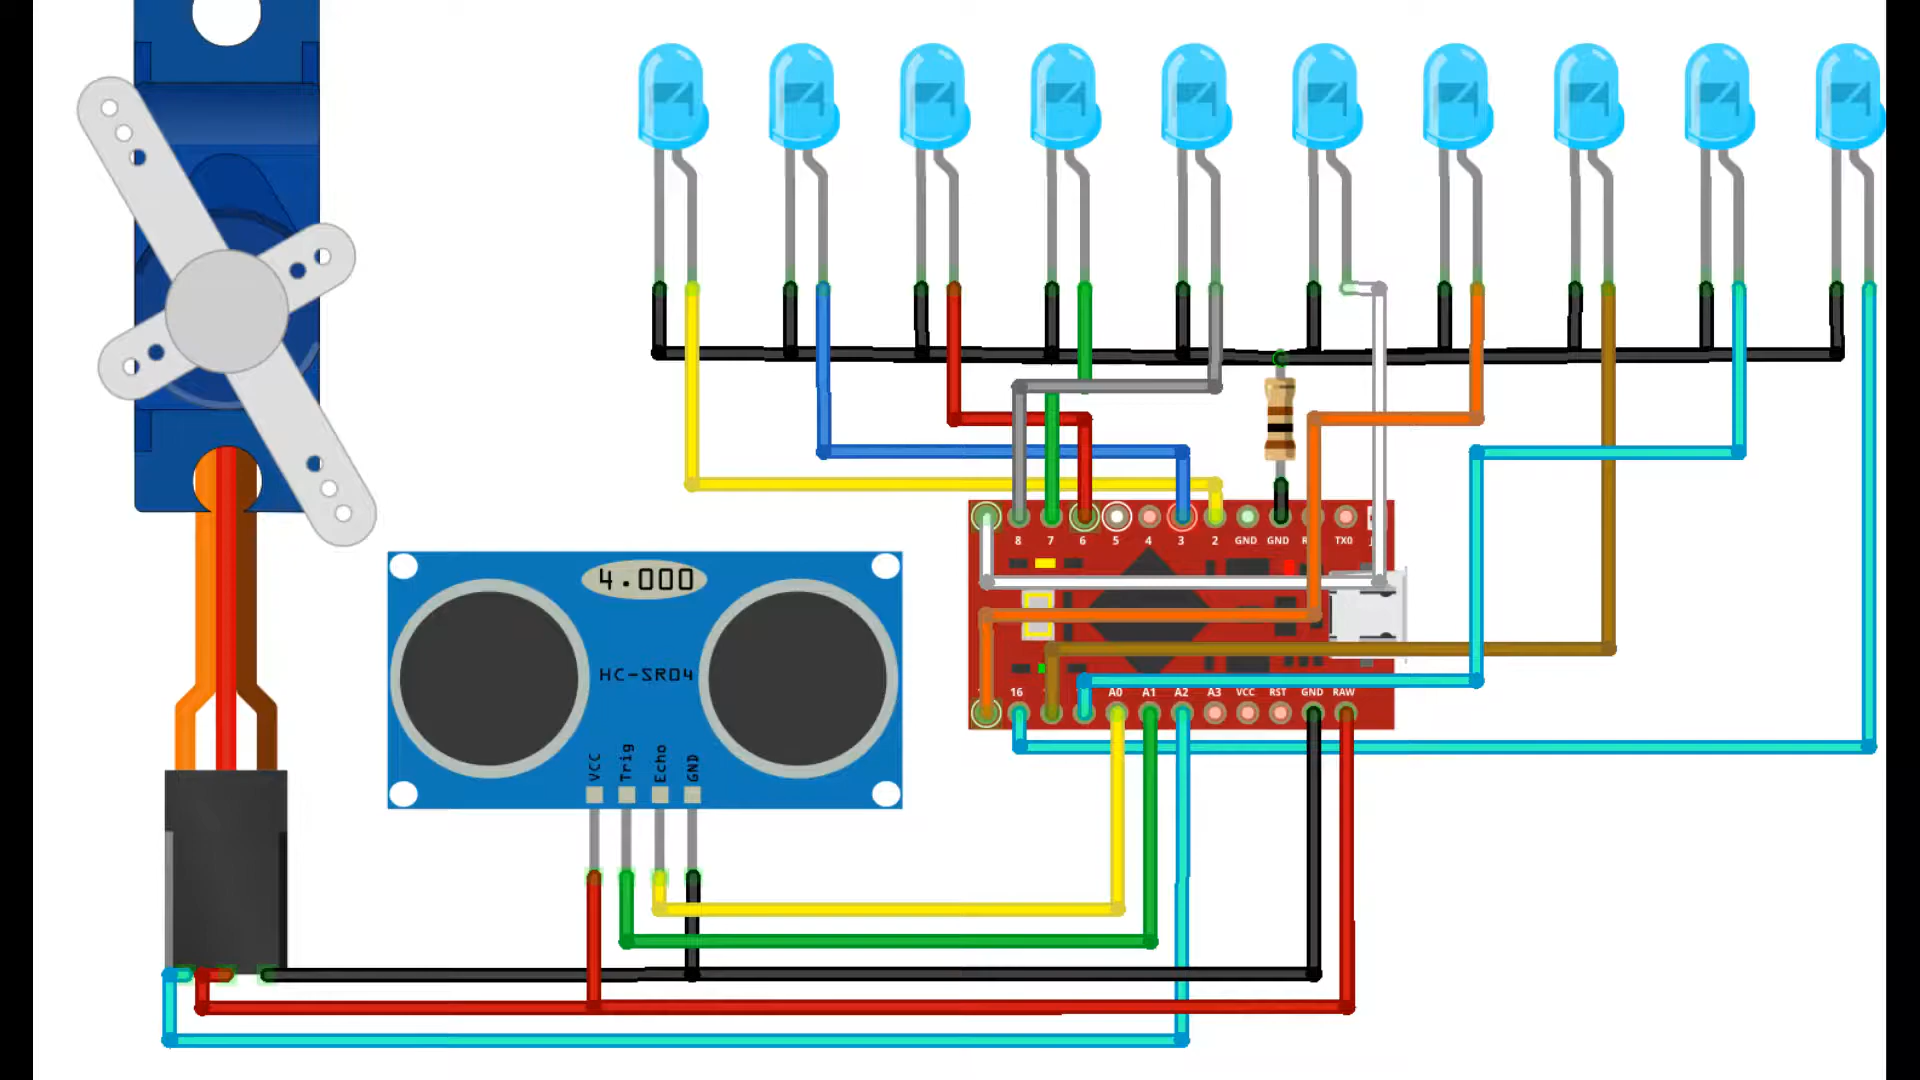 4.000
HC-SR04
VCC
Trig
Echo
GND
8 7 6 5 4 3 2 GND GND TX0
16 A0 A1 A2 A3 VCC RST GND RAW